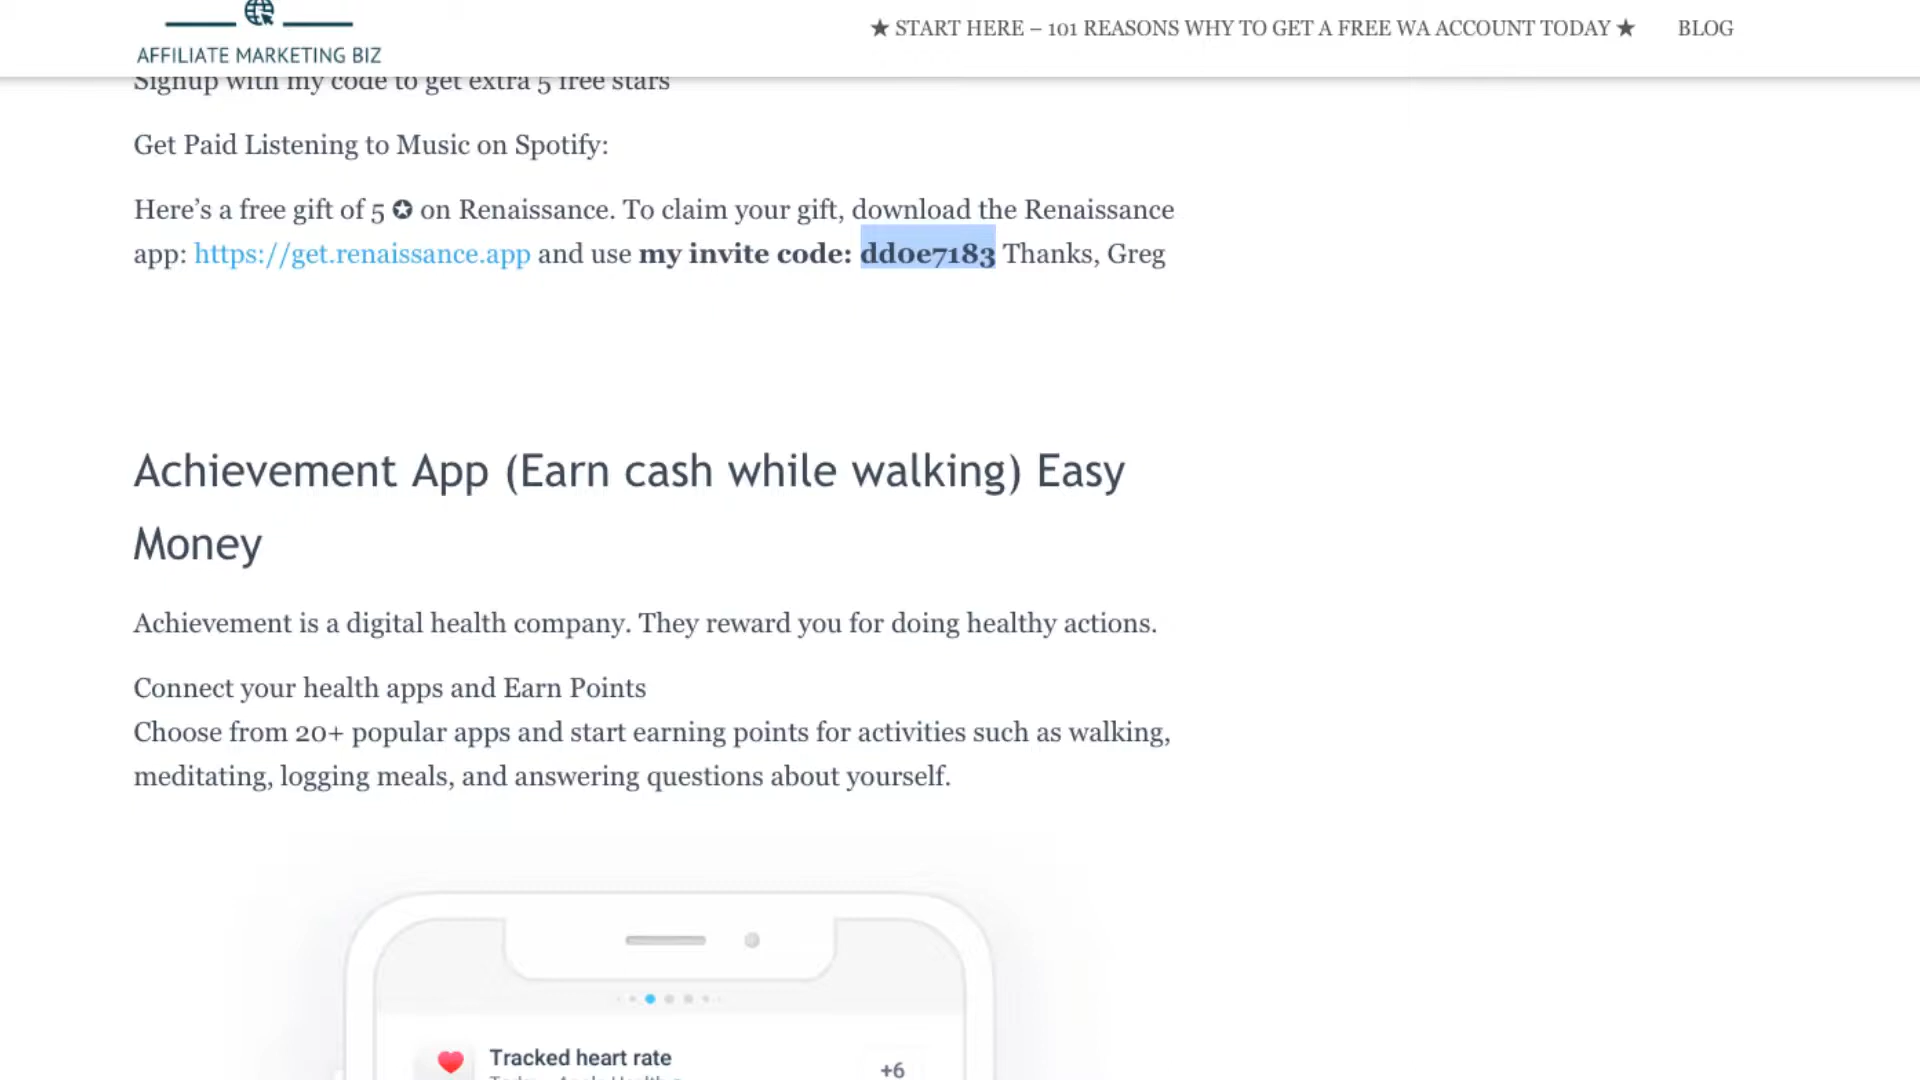 ★ START HERE – 101 REASONS WHY TO GET A FREE WA ACCOUNT TODAY ★ BLOG
AFFILIATE MARKETING BIZ
Signup with my code to get extra 5 free stars
Get Paid Listening to Music on Spotify:
Here’s a free gift of 5 ✪ on Renaissance. To claim your gift, download the Renaissance
app: https://get.renaissance.app and use my invite code: dd0e7183 Thanks, Greg
Achievement App (Earn cash while walking) Easy
Money
Achievement is a digital health company. They reward you for doing healthy actions.
Connect your health apps and Earn Points
Choose from 20+ popular apps and start earning points for activities such as walking,
meditating, logging meals, and answering questions about yourself.
Tracked heart rate
+6